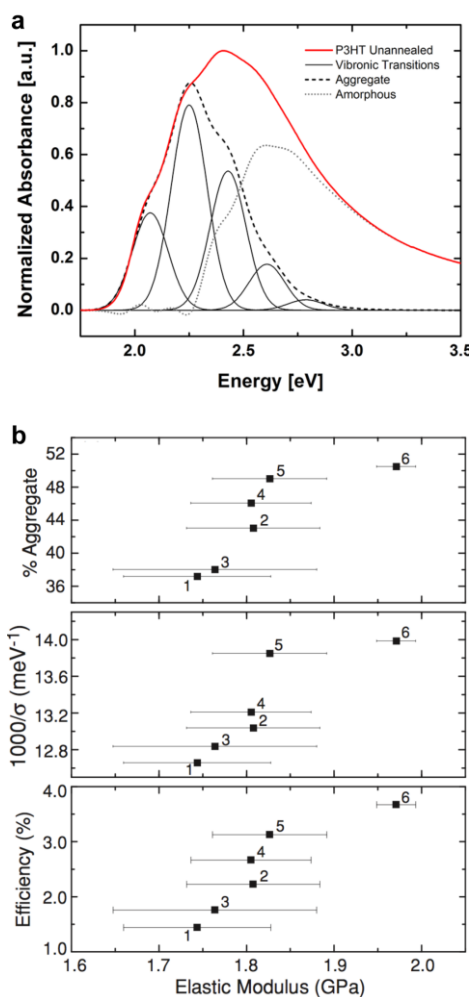 a
P3HT Unannealed
Vibronic Transitions
Aggregate
Amorphous
Normalized Absorbance [a.u.]
1.0
0.8
0.6
0.4
0.2
0.0
2.0 2.5 3.0 3.5
Energy [eV]
b
% Aggregate
52
48
44
40
36
6
5
4
2
3
1
1000/σ (meV⁻¹)
14.0
13.6
13.2
12.8
6
5
4
2
3
1
Efficiency (%)
3.0
2.0
1.0
6
5
4
2
3
1
1.6 1.7 1.8 1.9 2.0
Elastic Modulus (GPa)